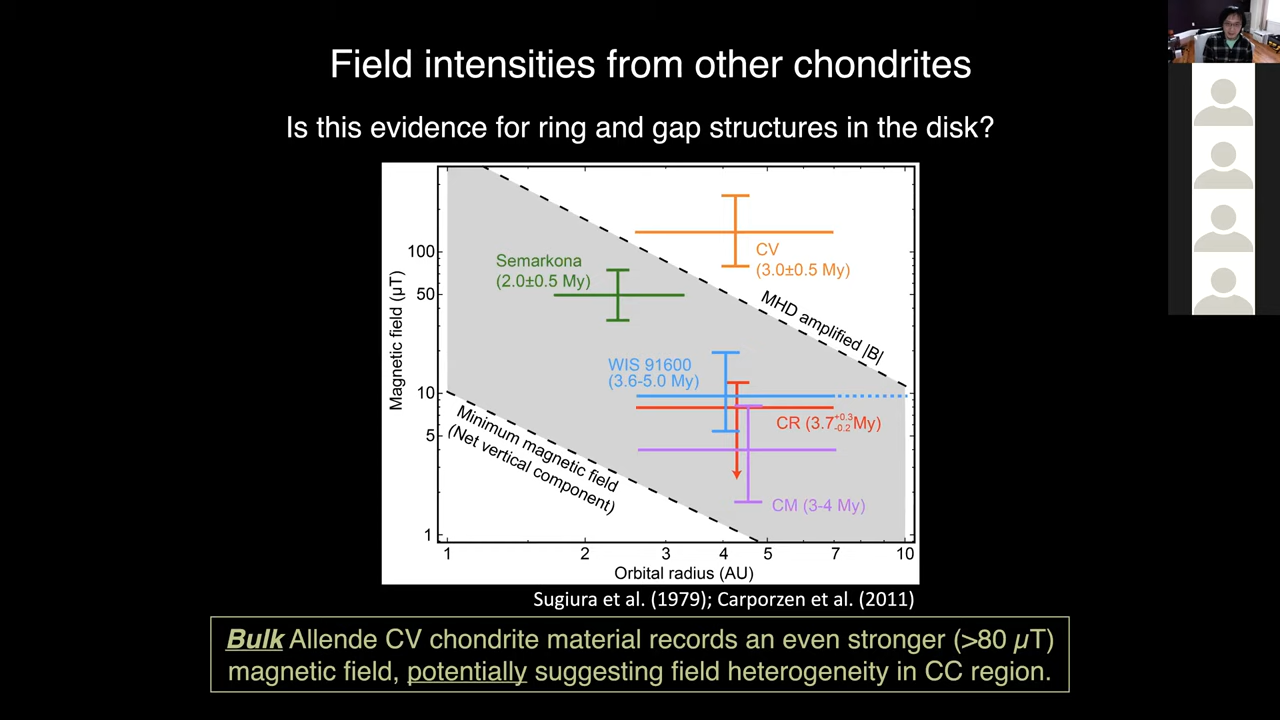 Field intensities from other chondrites
Is this evidence for ring and gap structures in the disk?
Magnetic field (µT)
100
50
10
5
1
Semarkona
(2.0±0.5 My)
CV
(3.0±0.5 My)
MHD amplified |B|
WIS 91600
(3.6-5.0 My)
CR (3.7+0.3-0.2My)
CM (3-4 My)
Minimum magnetic field
(Net vertical component)
1 2 3 4 5 7 10
Orbital radius (AU)
Sugiura et al. (1979); Carporzen et al. (2011)
Bulk Allende CV chondrite material records an even stronger (>80 µT)
magnetic field, potentially suggesting field heterogeneity in CC region.